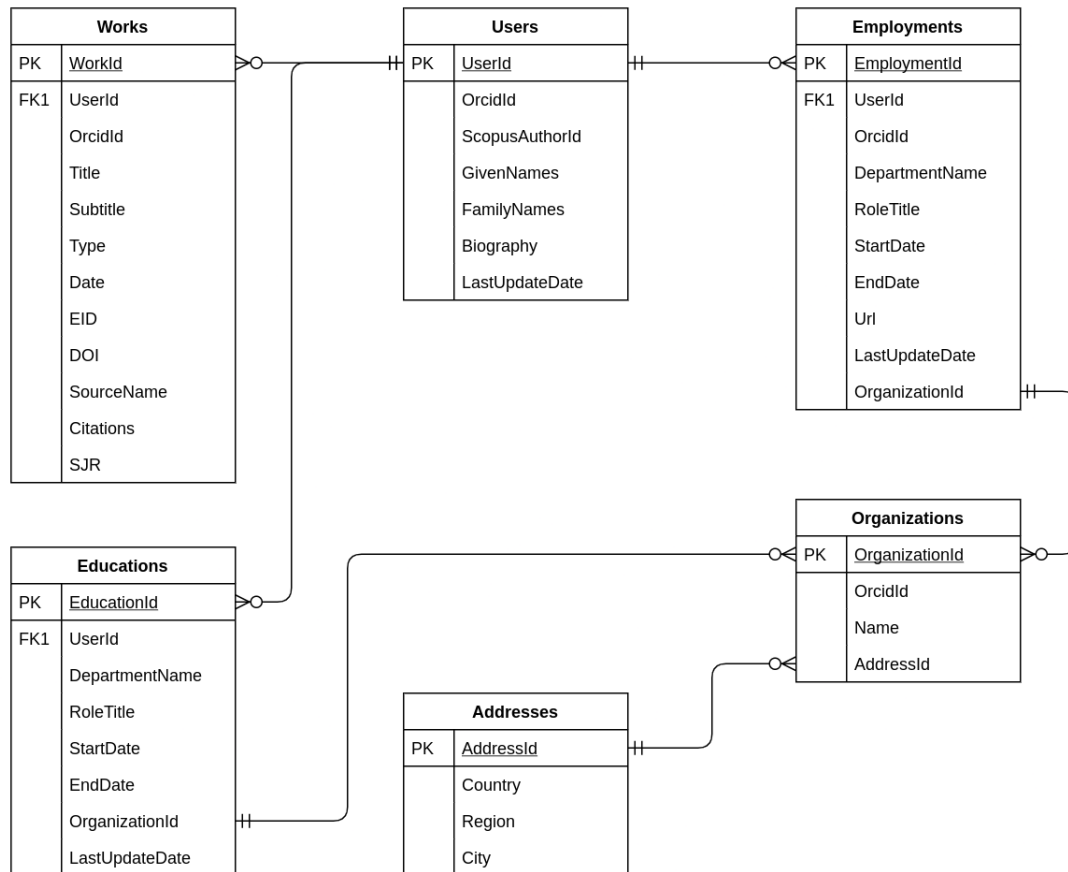 Works
PK WorkId
FK1 UserId
OrcidId
Title
Subtitle
Type
Date
EID
DOI
SourceName
Citations
SJR
Users
PK UserId
OrcidId
ScopusAuthorId
GivenNames
FamilyNames
Biography
LastUpdateDate
Employments
PK EmploymentId
FK1 UserId
OrcidId
DepartmentName
RoleTitle
StartDate
EndDate
Url
LastUpdateDate
OrganizationId
Educations
PK EducationId
FK1 UserId
DepartmentName
RoleTitle
StartDate
EndDate
OrganizationId
LastUpdateDate
Addresses
PK AddressId
Country
Region
City
Organizations
PK OrganizationId
OrcidId
Name
AddressId